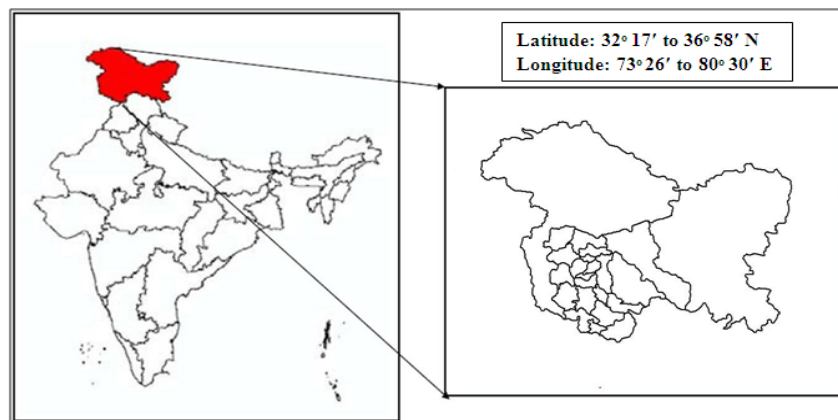 Latitude: 32° 17′ to 36° 58′ N
Longitude: 73° 26′ to 80° 30′ E